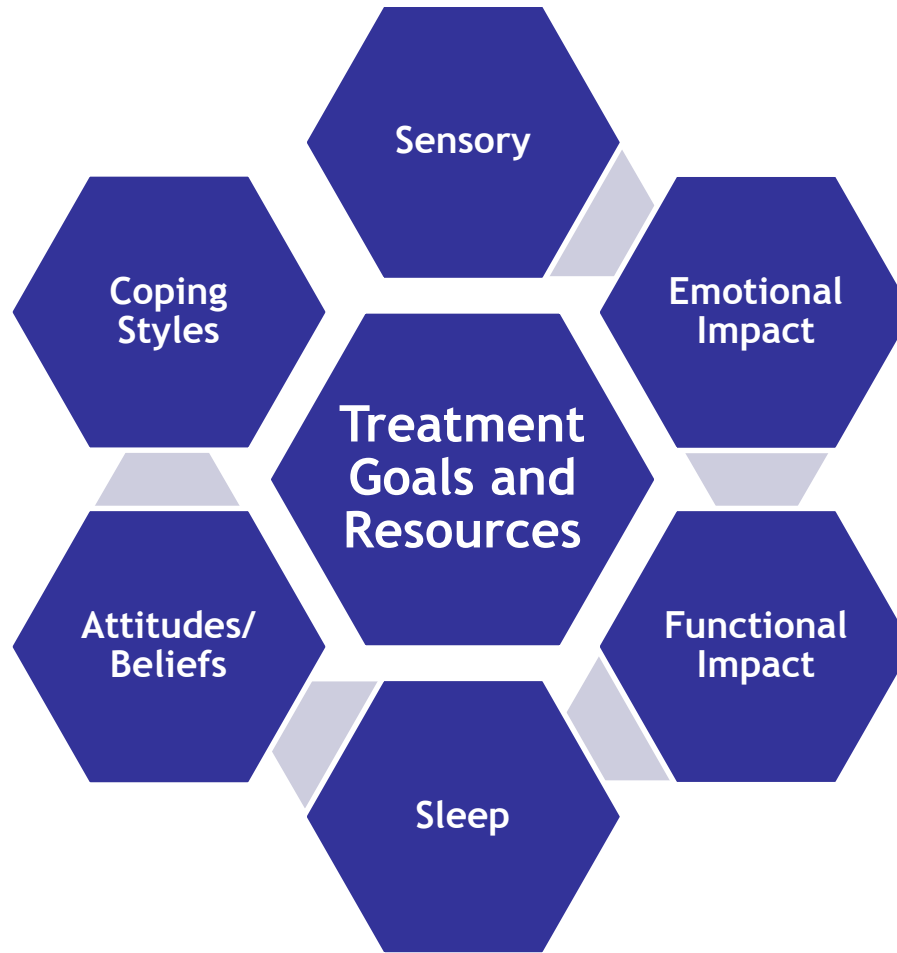 Sensory
Emotional
Impact
Functional
Impact
Sleep
Attitudes/
Beliefs
Coping
Styles
Treatment
Goals and
Resources